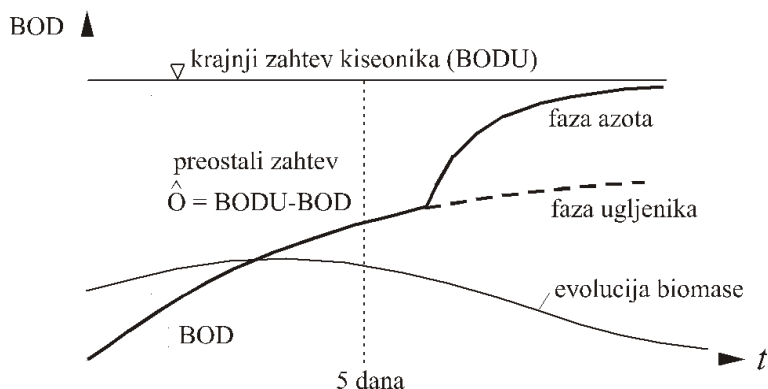 BOD
krajnji zahtev kiseonika (BODU)
faza azota
preostali zahtev
Ô = BODU-BOD
faza ugljenika
evolucija biomase
BOD
t
5 dana